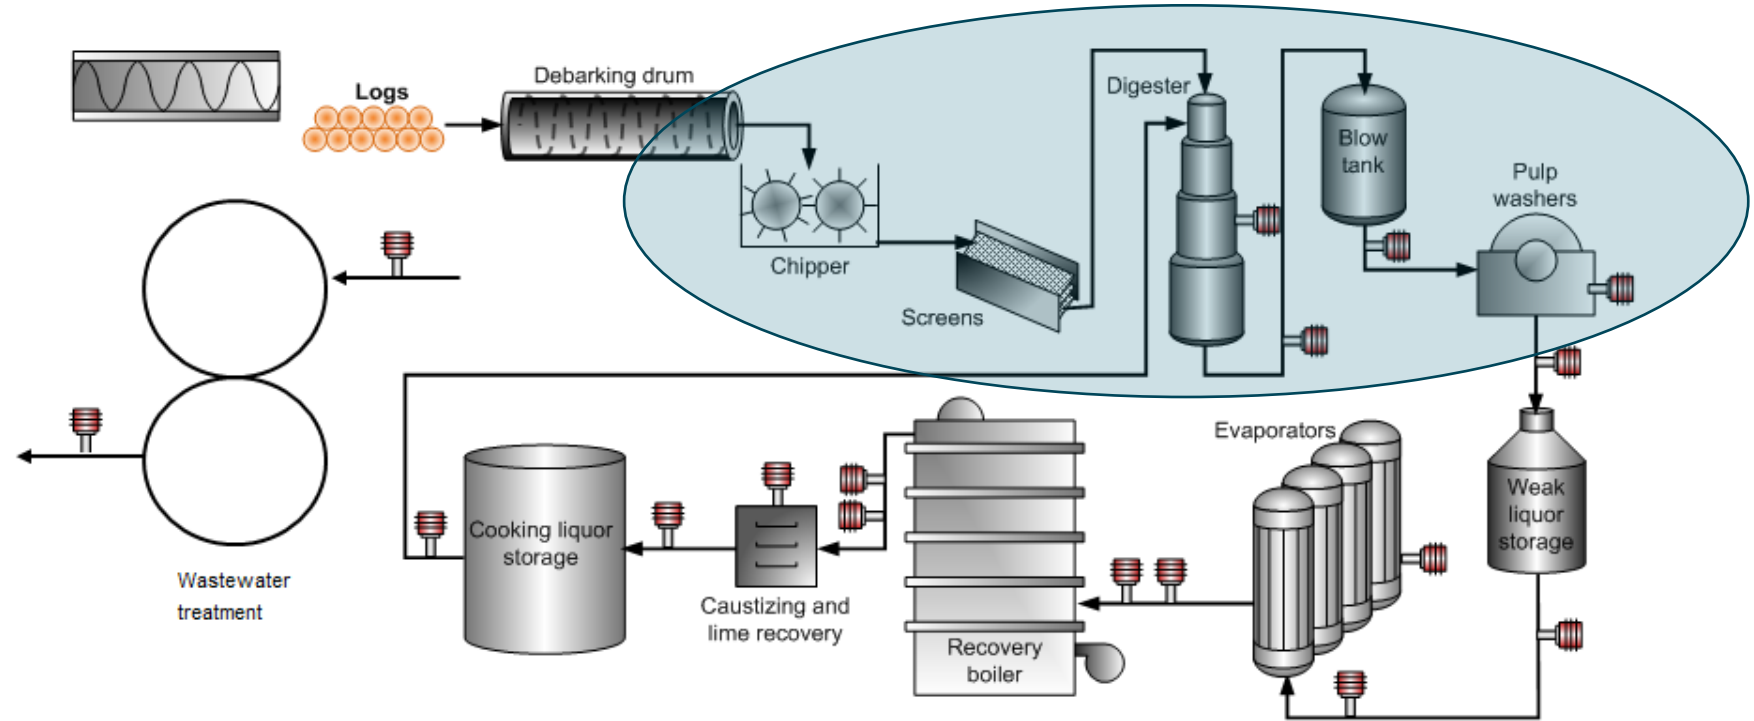 Logs
Debarking drum
Digester
Blow
tank
Pulp
washers
Chipper
Screens
Evaporators
Weak
liquor
storage
Cooking liquor
storage
Caustizing and
lime recovery
Recovery
boiler
Wastewater
treatment